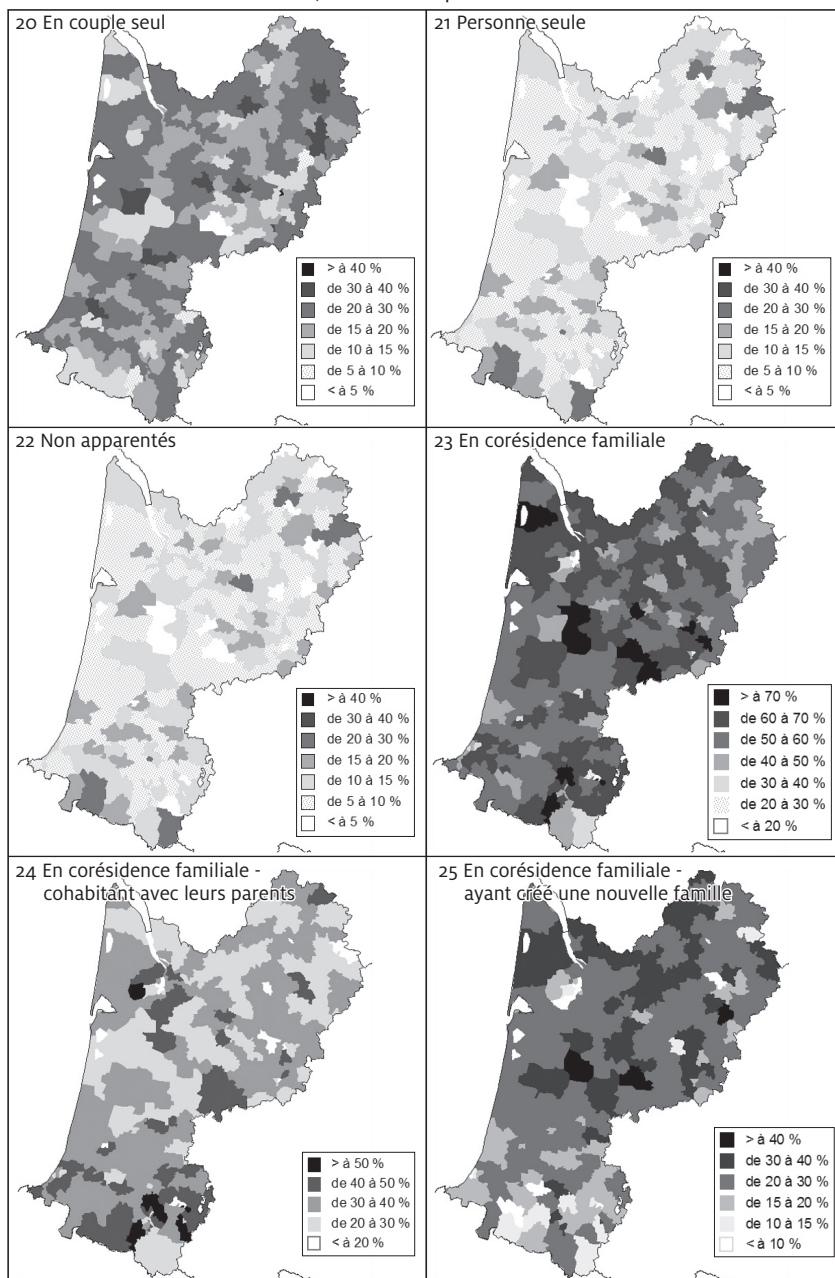 20 En couple seul
> à 40 %
de 30 à 40 %
de 20 à 30 %
de 15 à 20 %
de 10 à 15 %
de 5 à 10 %
< à 5 %
21 Personne seule
> à 40 %
de 30 à 40 %
de 20 à 30 %
de 15 à 20 %
de 10 à 15 %
de 5 à 10 %
< à 5 %
22 Non apparentés
> à 40 %
de 30 à 40 %
de 20 à 30 %
de 15 à 20 %
de 10 à 15 %
de 5 à 10 %
< à 5 %
23 En corésidence familiale
> à 70 %
de 60 à 70 %
de 50 à 60 %
de 40 à 50 %
de 30 à 40 %
de 20 à 30 %
< à 20 %
24 En corésidence familiale -
cohabitant avec leurs parents
> à 50 %
de 40 à 50 %
de 30 à 40 %
de 20 à 30 %
< à 20 %
25 En corésidence familiale -
ayant créé une nouvelle famille
> à 40 %
de 30 à 40 %
de 20 à 30 %
de 15 à 20 %
de 10 à 15 %
< à 10 %